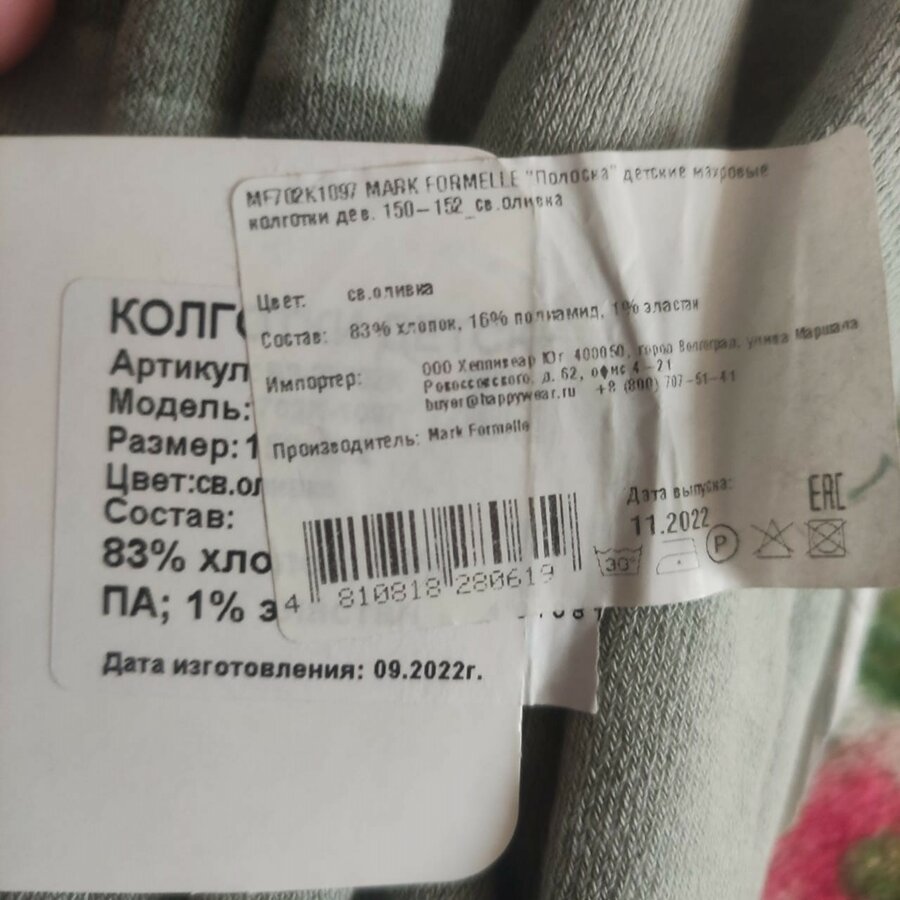 MF702K1097 MARK FORMELLE "Полоска" детские махровые
колготки дев. 150-152_св.оливка
Цвет: св.оливка
Состав: 83% хлопок, 16% полиамид, 1% эластан
Импортер: ООО Хеппивеар Юг 400050, город Волгоград, улица Маршала
Рокоссовского, д. 62, офис 4-21
buyer@happywear.ru +8 (800) 707-51-41
Производитель: Mark Formelle
Дата выпуска:
11.2022
EAC
30°
P
4 810818 280619
КОЛГ
Артикул
Модель:
Размер: 1
Цвет:св.ол
Состав:
83% хло
ПА; 1% э
Дата изготовления: 09.2022г.